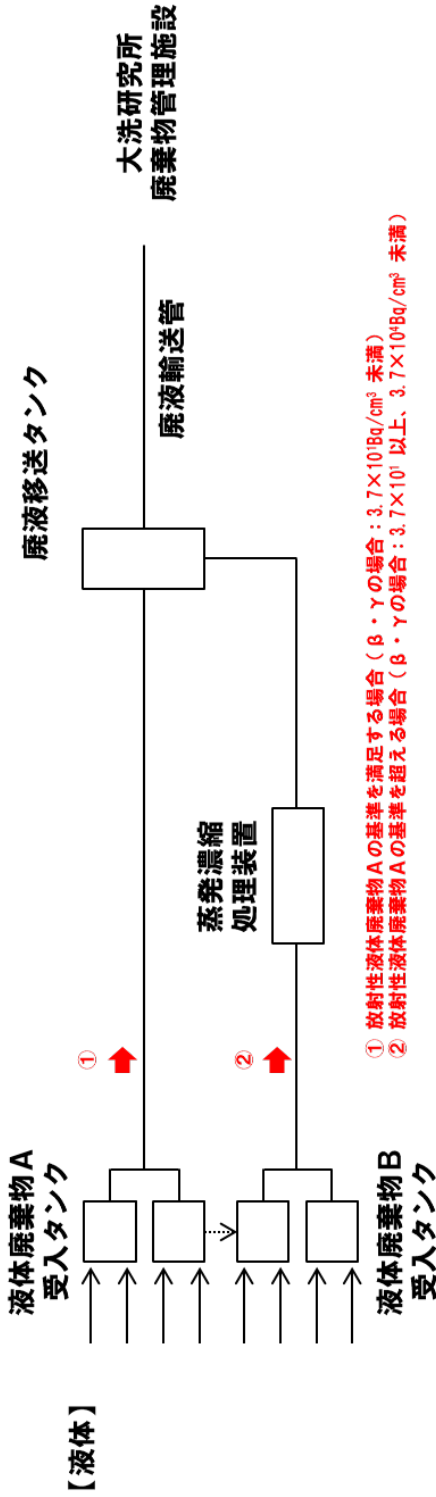 【液体】
液体廃棄物A
受入タンク
液体廃棄物B
受入タンク
①
②
蒸発濃縮
処理装置
廃液移送タンク
廃液輸送管
大洗研究所
廃棄物管理施設
① 放射性液体廃棄物Aの基準を満足する場合(β・γの場合:3.7×10¹Bq/cm³ 未満)
② 放射性液体廃棄物Aの基準を超える場合(β・γの場合:3.7×10¹ 以上、3.7×10⁴Bq/cm³ 未満)